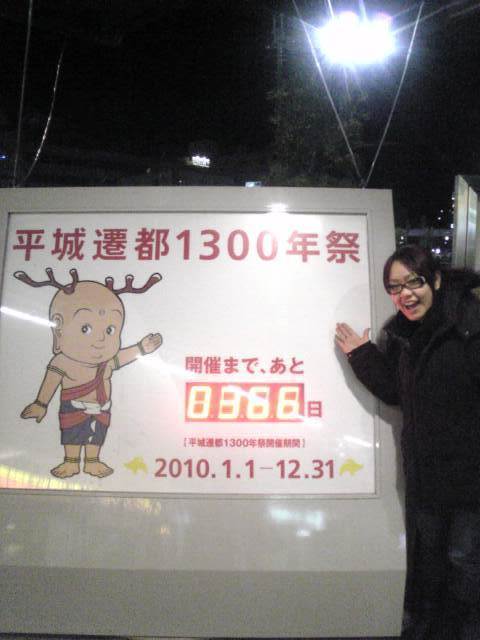 平城遷都1300年祭
開催まで、あと
0366日
[平城遷都1300年祭開催期間]
2010.1.1－12.31